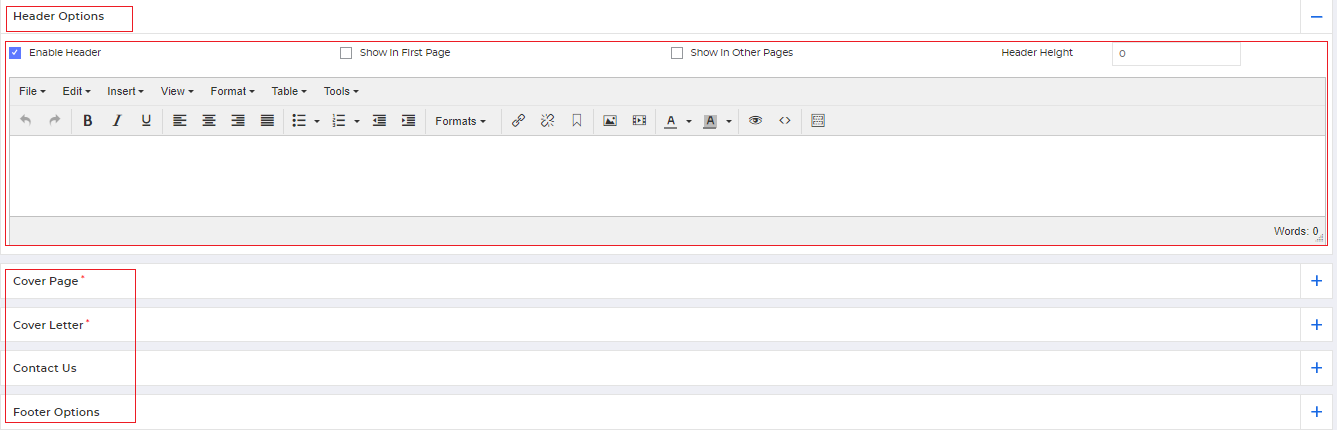 Header Options
Enable Header Show In First Page Show In Other Pages Header Height 0
File Edit Insert View Format Table Tools
B I U Formats A A
Words: 0
Cover Page *
Cover Letter *
Contact Us
Footer Options